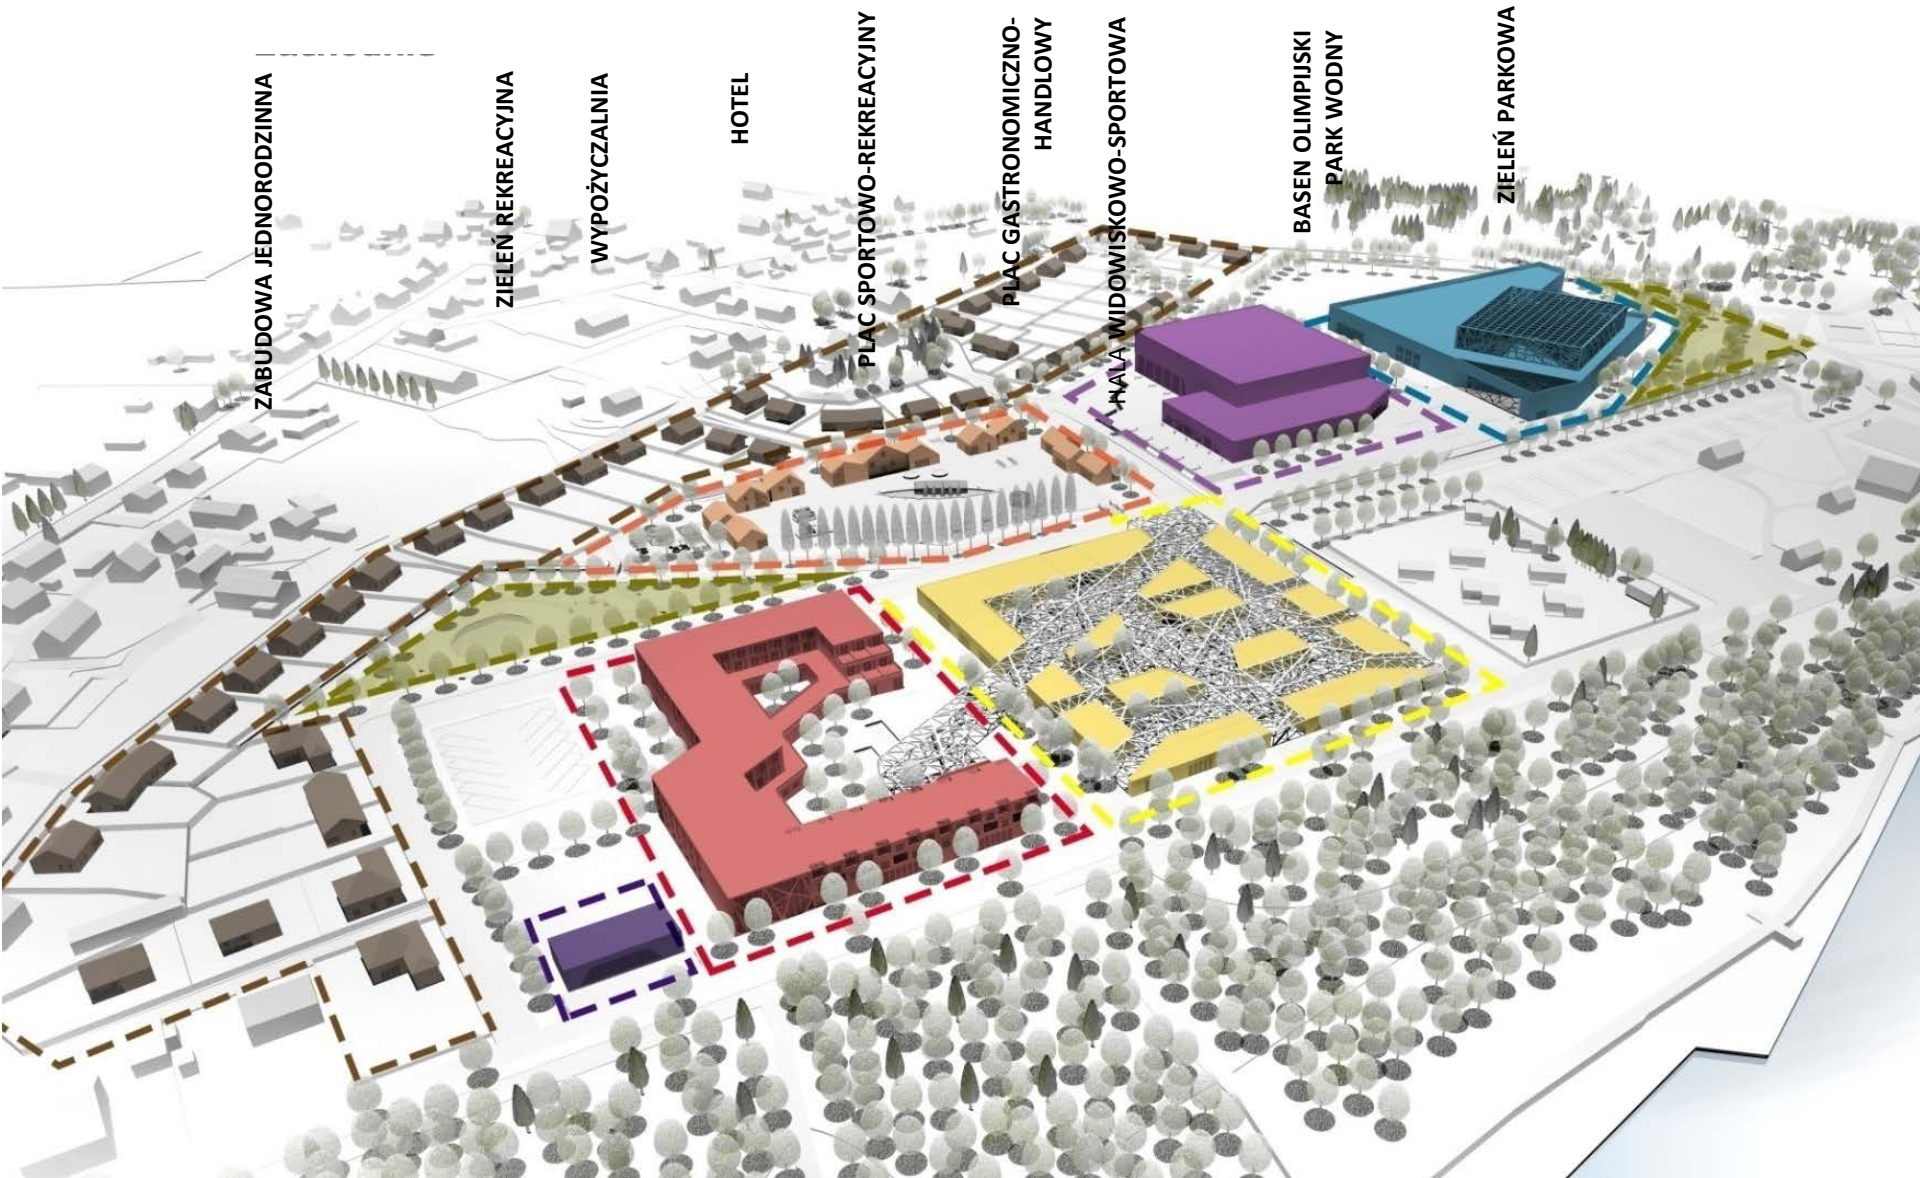 ZABUDOWA JEDNORODZINNA
ZIELEŃ REKREACYJNA
WYPOŻYCZALNIA
HOTEL
PLAC SPORTOWO-REKREACYJNY
PLAC GASTRONOMICZNO-
HANDLOWY
HALA WIDOWISKOWO-SPORTOWA
BASEN OLIMPIJSKI
PARK WODNY
ZIELEŃ PARKOWA